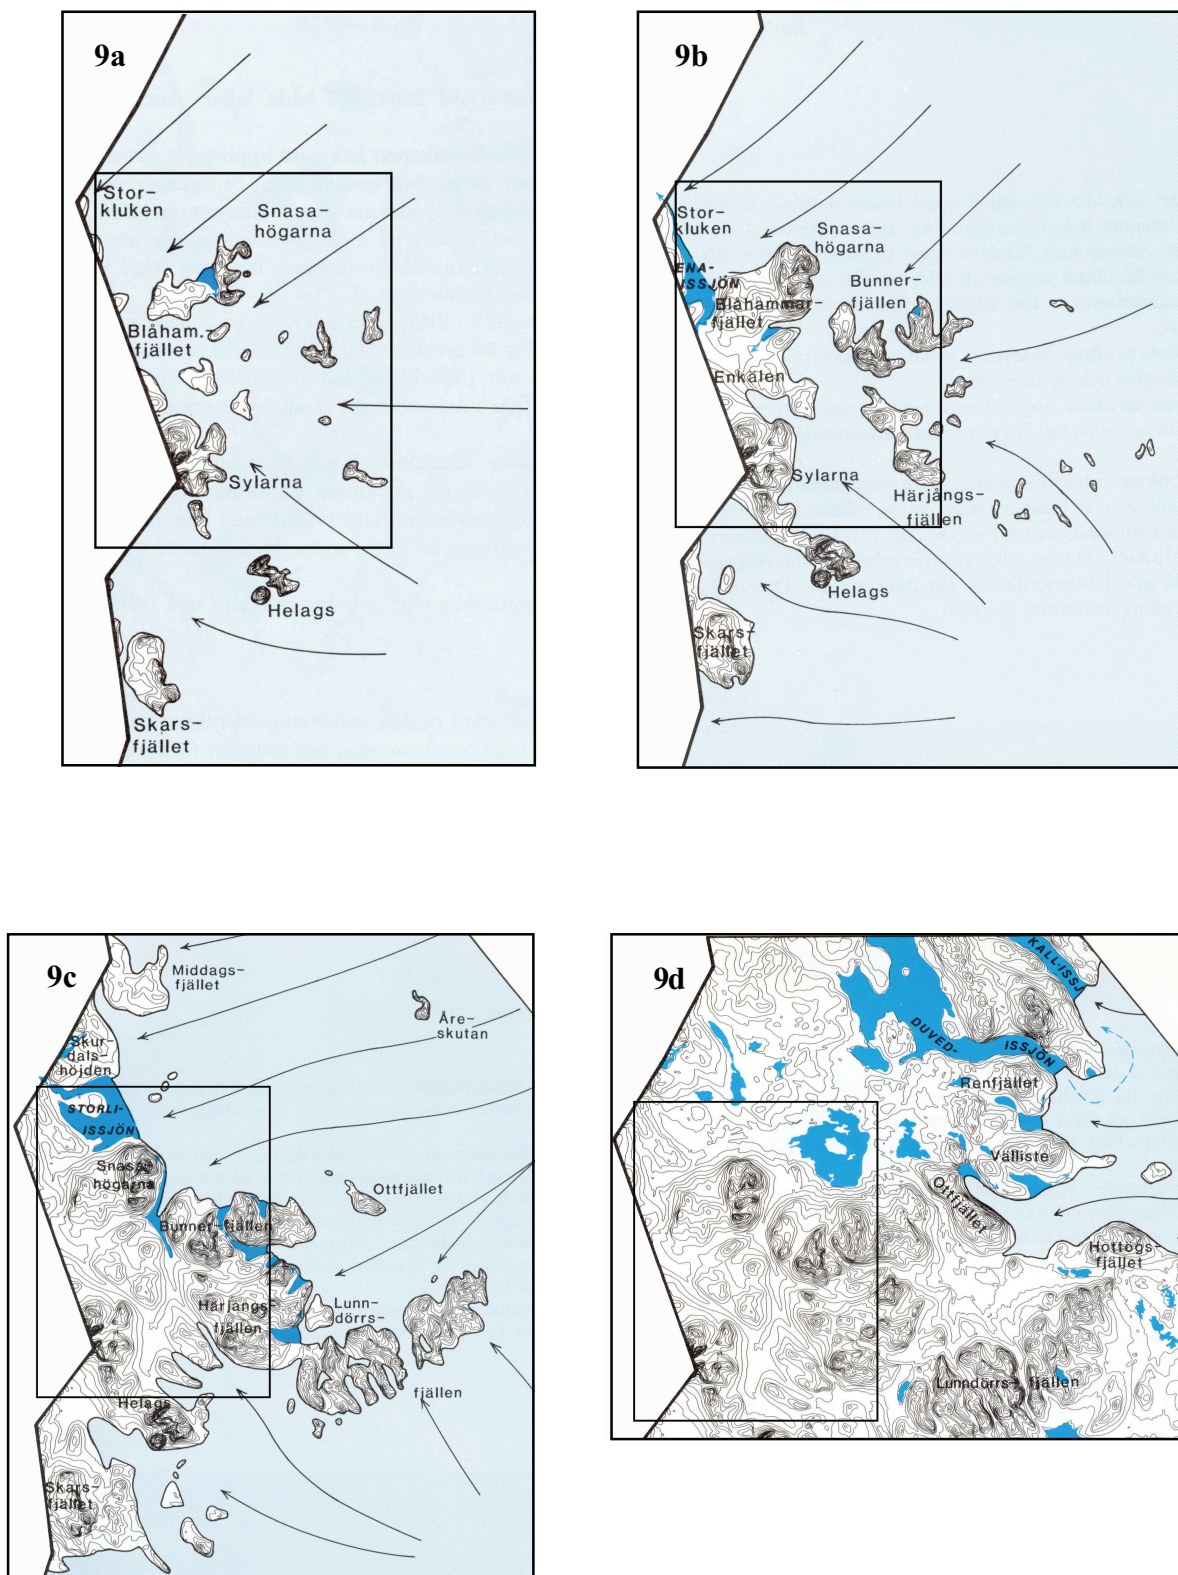 9a
Stor-
kluken
Snasa-
högarna
Blåham.-
fjället
Sylarna
Helags
Skars-
fjället
9b
Stor-
kluken
Snasa-
högarna
ENA-
ISSJÖN
Bunner-
fjällen
Blåhammar-
fjället
Enkälen
Sylarna
Härjångs-
fjällen
Helags
Skars-
fjället
9c
Middags-
fjället
Åre-
skutan
Skur-
dals-
höjden
STORLI-
ISSJÖN
Snasa-
högarna
Ottfjället
Bunner-fjällen
Härjångs-
fjällen
Lunn-
dörrs-
fjällen
Helags
Skars-
fjället
9d
KALL-ISSJ
DUVED-
ISSJÖN
Renfjället
Välliste
Ottfjället
Hottögs-
fjället
Lunndörrs- fjällen